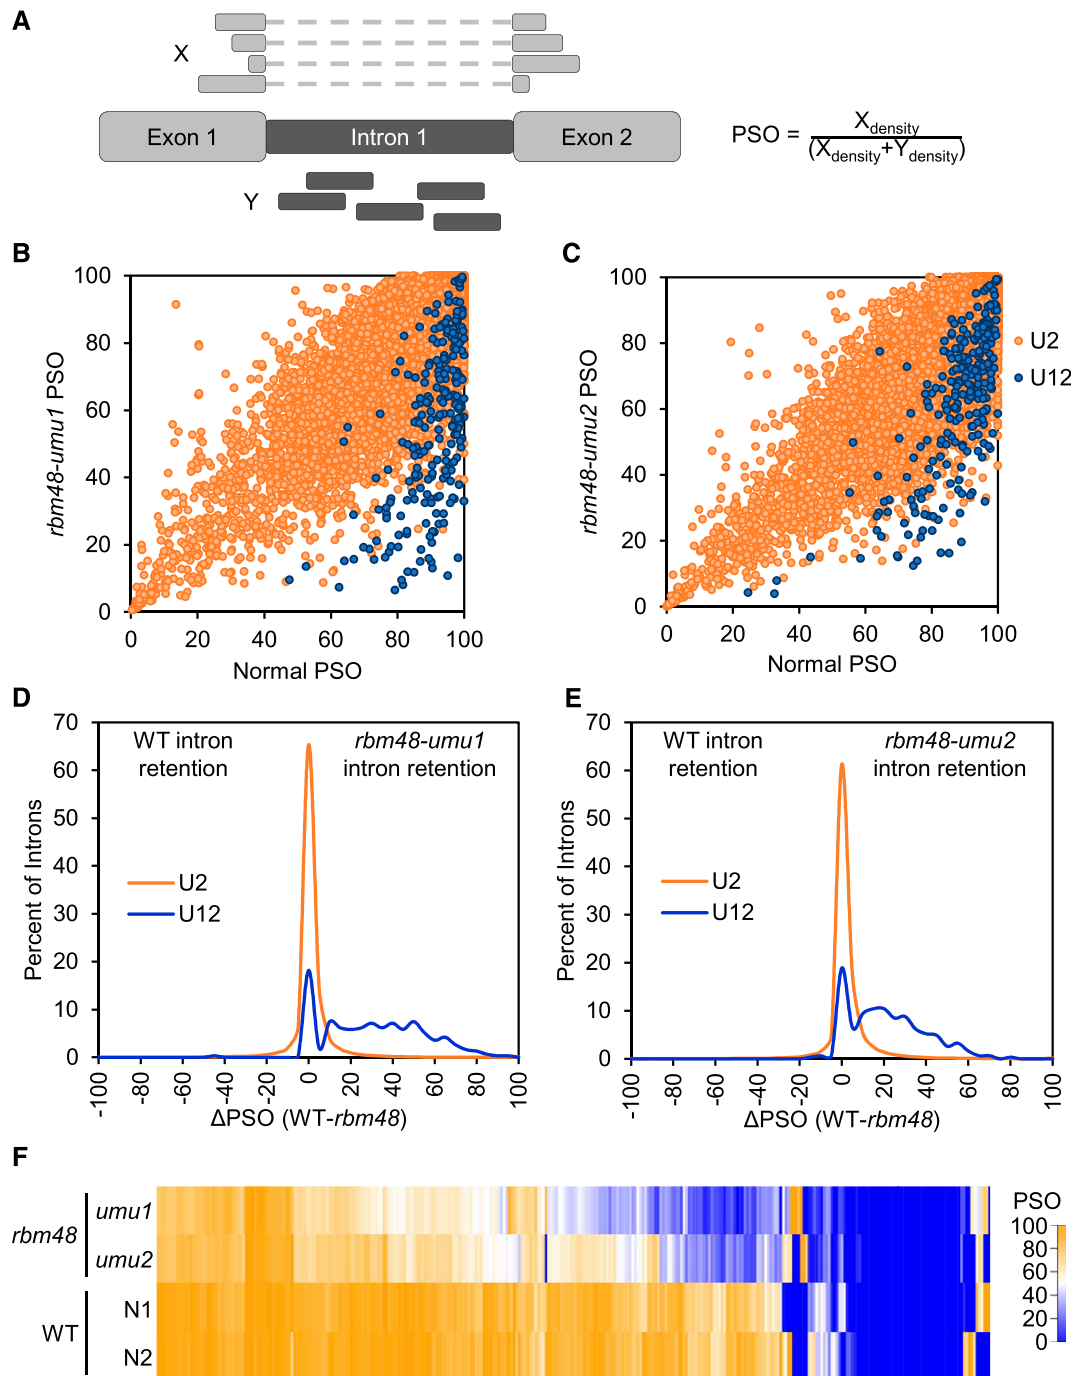 A
X
Exon 1
Intron 1
Exon 2
Y
PSO = Xdensity
(Xdensity+Ydensity)
B
100
80
60
40
20
0
0 20 40 60 80 100
rbm48-umu1 PSO
Normal PSO
C
100
80
60
40
20
0
0 20 40 60 80 100
rbm48-umu2 PSO
Normal PSO
U2
U12
D
70
60
50
40
30
20
10
0
Percent of Introns
WT intron
retention
rbm48-umu1
intron retention
U2
U12
-100 -80 -60 -40 -20 0 20 40 60 80 100
ΔPSO (WT-rbm48)
E
70
60
50
40
30
20
10
0
Percent of Introns
WT intron
retention
rbm48-umu2
intron retention
U2
U12
-100 -80 -60 -40 -20 0 20 40 60 80 100
ΔPSO (WT-rbm48)
F
rbm48
umu1
umu2
WT
N1
N2
PSO
100
80
60
40
20
0